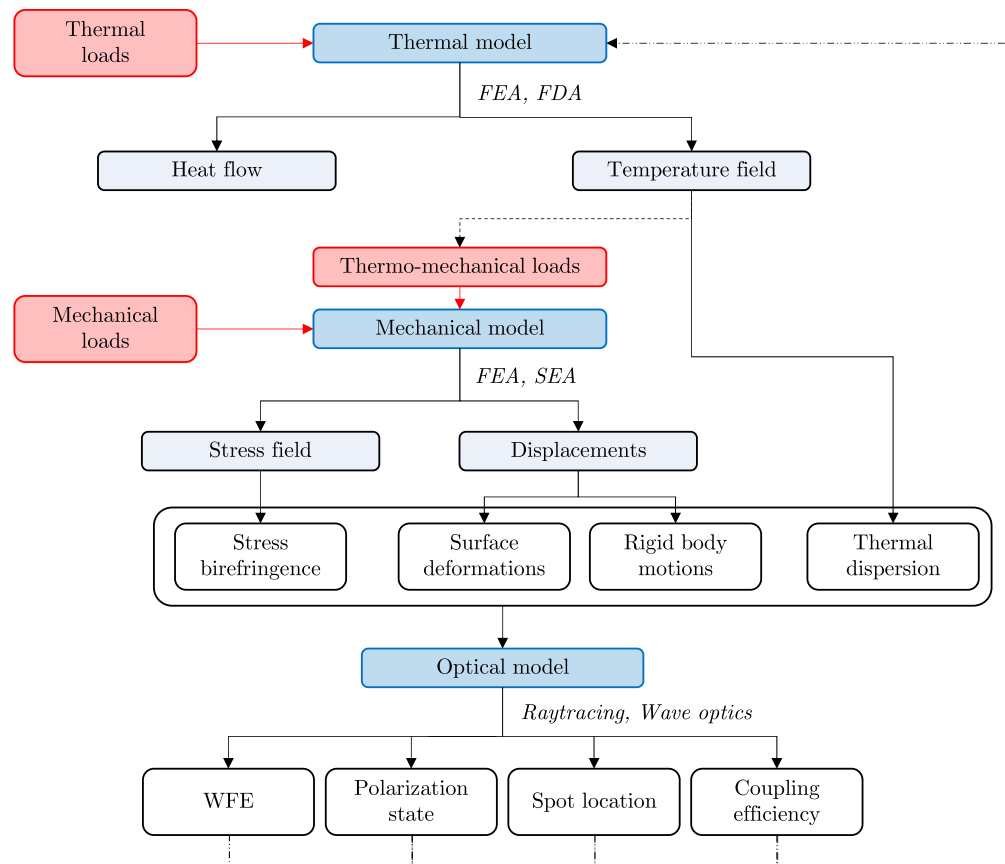 Thermal
loads
Thermal model
FEA, FDA
Heat flow
Temperature field
Thermo-mechanical loads
Mechanical
loads
Mechanical model
FEA, SEA
Stress field
Displacements
Stress
birefringence
Surface
deformations
Rigid body
motions
Thermal
dispersion
Optical model
Raytracing, Wave optics
WFE
Polarization
state
Spot location
Coupling
efficiency